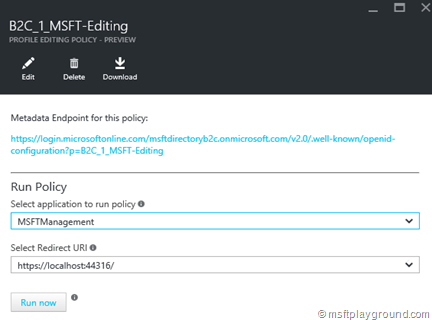 B2C_1_MSFT-Editing
PROFILE EDITING POLICY - PREVIEW
Edit
Delete
Download
Metadata Endpoint for this policy:
https://login.microsoftonline.com/msftdirectoryb2c.onmicrosoft.com/v2.0/.well-known/openid-
configuration?p=B2C_1_MSFT-Editing
Run Policy
Select application to run policy
MSFTManagement
Select Redirect URI
https://localhost:44316/
Run now
© msftplayground.com